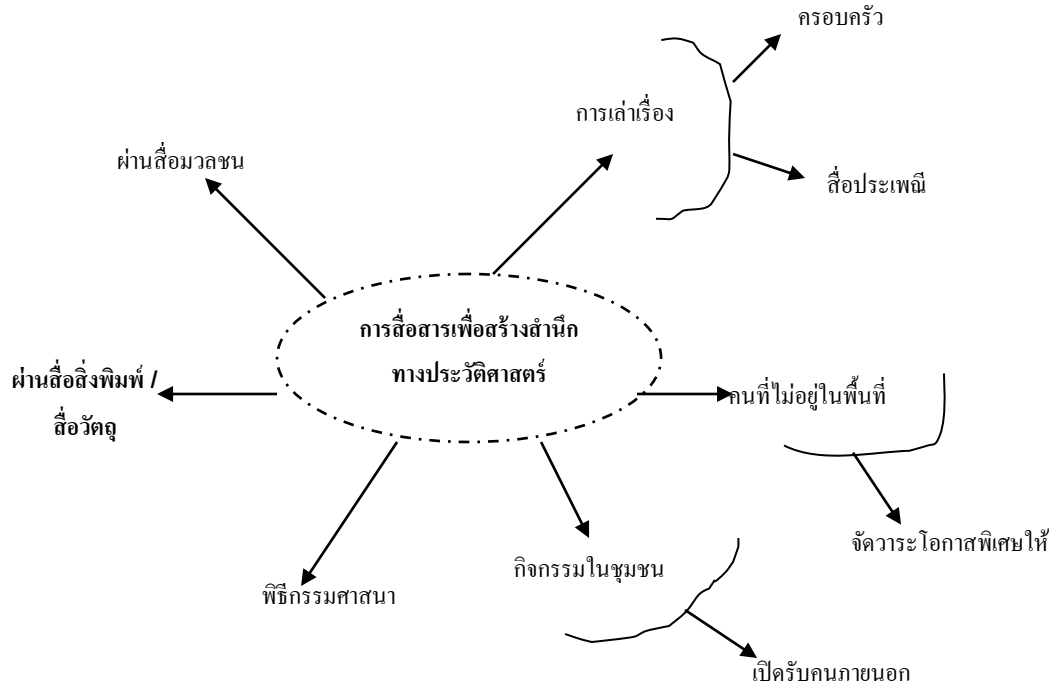 ครอบครัว
การเล่าเรื่อง
ผ่านสื่อมวลชน
สื่อประเพณี
การสื่อสารเพื่อสร้างสำนึก
ทางประวัติศาสตร์
ผ่านสื่อสิ่งพิมพ์ /
สื่อวัตถุ
คนที่ไม่อยู่ในพื้นที่
จัดวาระโอกาสพิเศษให้
กิจกรรมในชุมชน
พิธีกรรมศาสนา
เปิดรับคนภายนอก